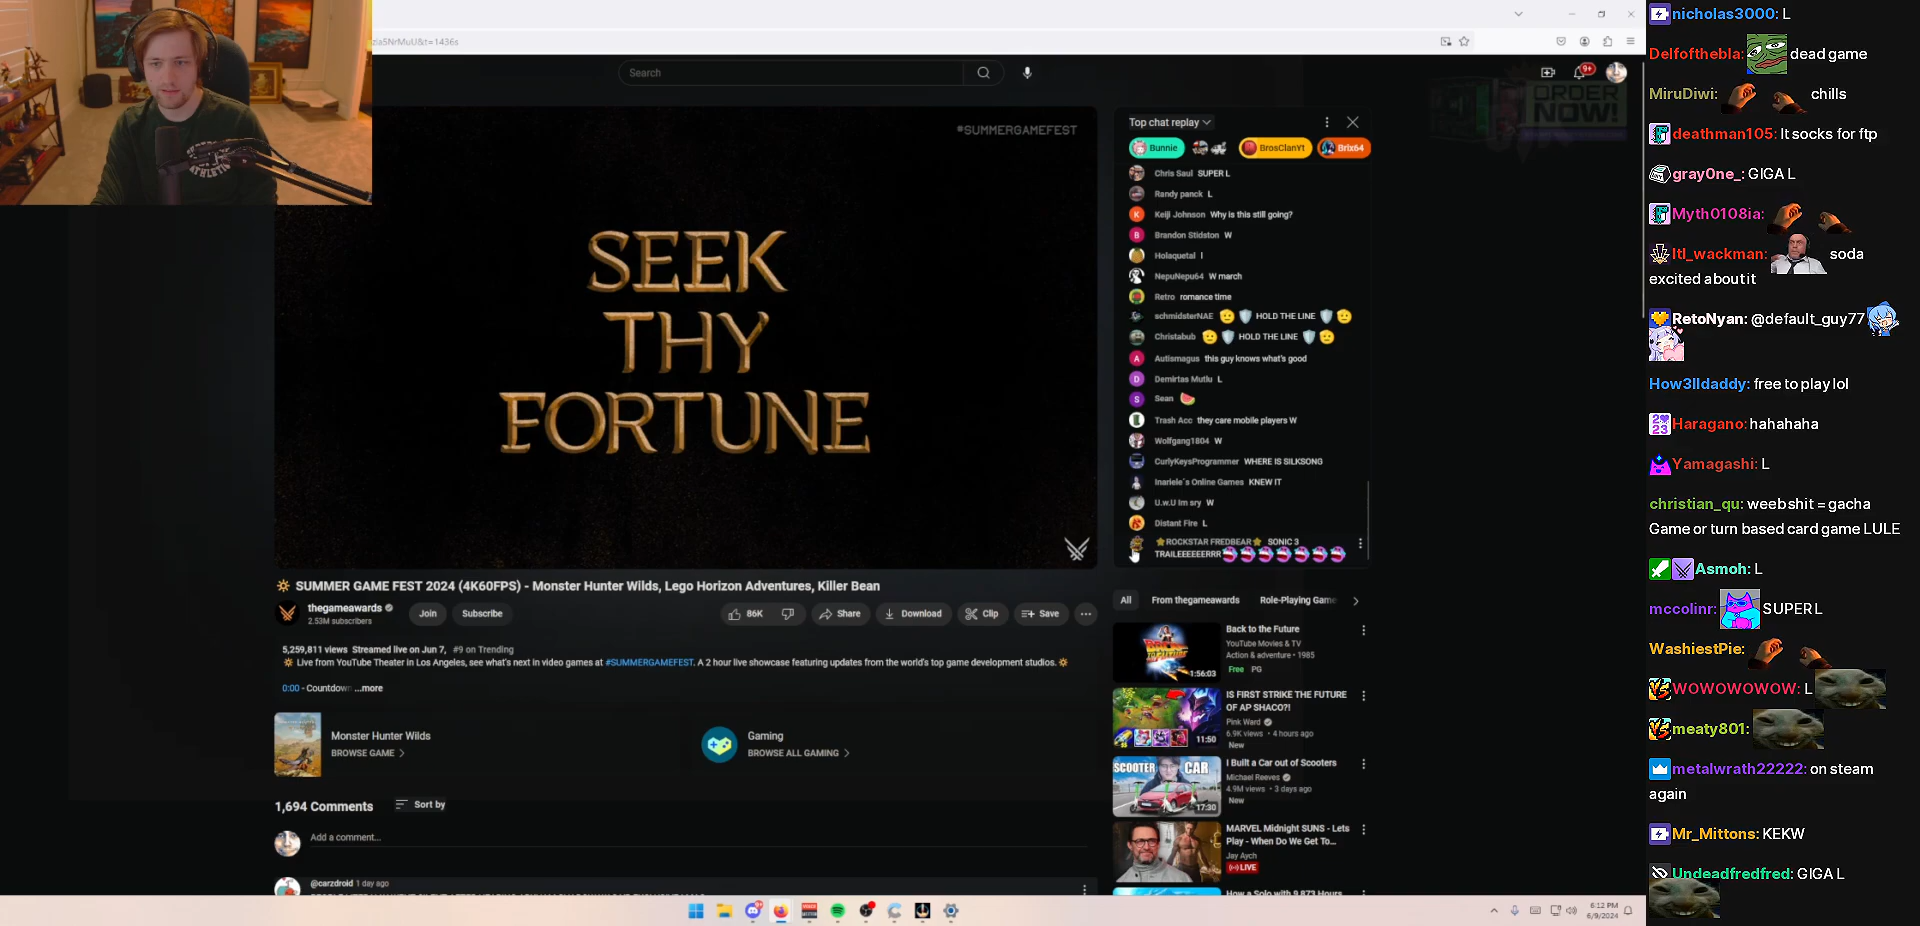 zia5NrMuU&t=1436s
Search
9+
ORDER
NOW!
#SUMMERGAMEFEST
SEEK
THY
FORTUNE
Top chat replay
Bunnie
BrosClanYt
Brix64
Chris Saul SUPER L
Randy panck L
Keiji Johnson Why is this still going?
Brandon Stidston W
Holaquetal I
NepuNepu64 W march
Retro romance time
schmidsterNAE HOLD THE LINE
Christabub HOLD THE LINE
Autismagus this guy knows what's good
Demirtas Mutlu L
Sean
Trash Acc they care mobile players W
Wolfgang1804 W
CurlyKeysProgrammer WHERE IS SILKSONG
Inariele´s Online Games KNEW IT
U.w.U Im sry W
Distant Fire L
ROCKSTAR FREDBEAR SONIC 3
TRAILEEEEEERRR
SUMMER GAME FEST 2024 (4K60FPS) - Monster Hunter Wilds, Lego Horizon Adventures, Killer Bean
thegameawards
2.53M subscribers
Join
Subscribe
86K
Share
Download
Clip
Save
5,259,811 views Streamed live on Jun 7, #9 on Trending
Live from YouTube Theater in Los Angeles, see what's next in video games at #SUMMERGAMEFEST. A 2 hour live showcase featuring updates from the world's top game development studios.
0:00 - Countdown ...more
Monster Hunter Wilds
BROWSE GAME
Gaming
BROWSE ALL GAMING
1,694 Comments
Sort by
Add a comment...
@carzdroid 1 day ago
All
From thegameawards
Role-Playing Game
Back to the Future
YouTube Movies & TV
Action & adventure • 1985
Free PG
1:56:03
IS FIRST STRIKE THE FUTURE
OF AP SHACO?!
Pink Ward
6.9K views • 4 hours ago
New
11:50
SCOOTER CAR
I Built a Car out of Scooters
Michael Reeves
4.9M views • 3 days ago
New
17:30
MARVEL Midnight SUNS - Lets
Play - When Do We Get To...
Jay Aych
LIVE
How a Solo with 9,873 Hours
6:12 PM
6/9/2024
nicholas3000: L
Delfofthebla: dead game
MiruDiwi: chills
deathman105: It socks for ftp
gray0ne_: GIGA L
Myth0108ia:
ltl_wackman: soda
excited about it
RetoNyan: @default_guy77
How3lldaddy: free to play lol
Haragano: hahahaha
Yamagashi: L
christian_qu: weebshit = gacha
Game or turn based card game LULE
Asmoh: L
mccolinr: SUPER L
WashiestPie:
WOWOWOWOW: L
meaty801:
metalwrath22222: on steam
again
Mr_Mittons: KEKW
Undeadfredfred: GIGA L